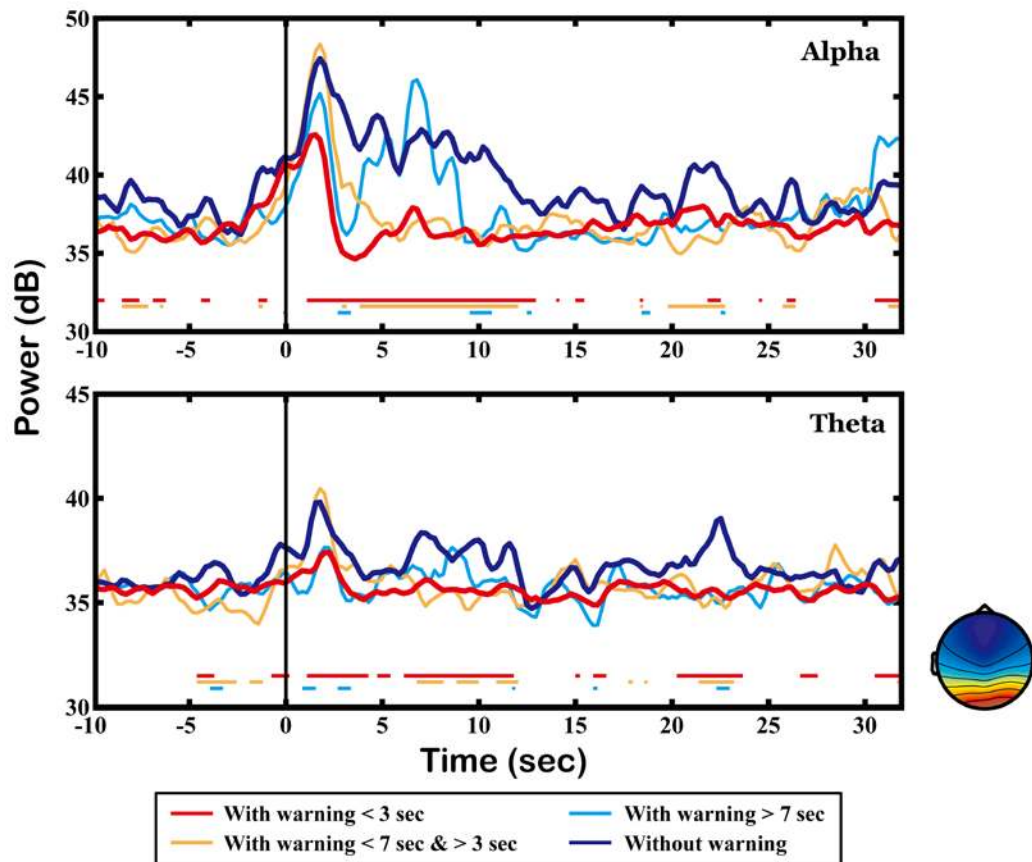 50
Alpha
45
40
35
30
-10 -5 0 5 10 15 20 25 30
Power (dB)
45
Theta
40
35
30
-10 -5 0 5 10 15 20 25 30
Time (sec)
With warning < 3 sec
With warning > 7 sec
With warning < 7 sec & > 3 sec
Without warning